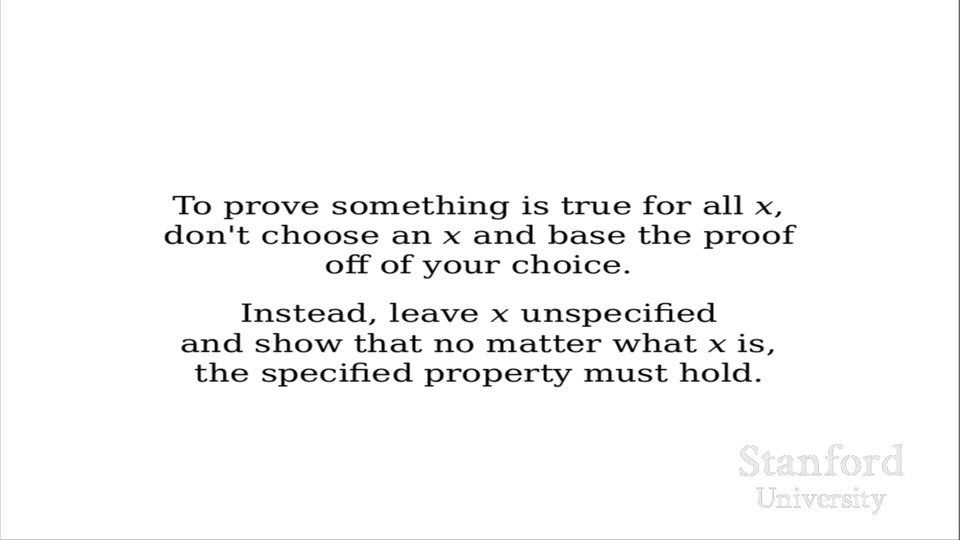 To prove something is true for all x,
don't choose an x and base the proof
off of your choice.
Instead, leave x unspecified
and show that no matter what x is,
the specified property must hold.
Stanford
University